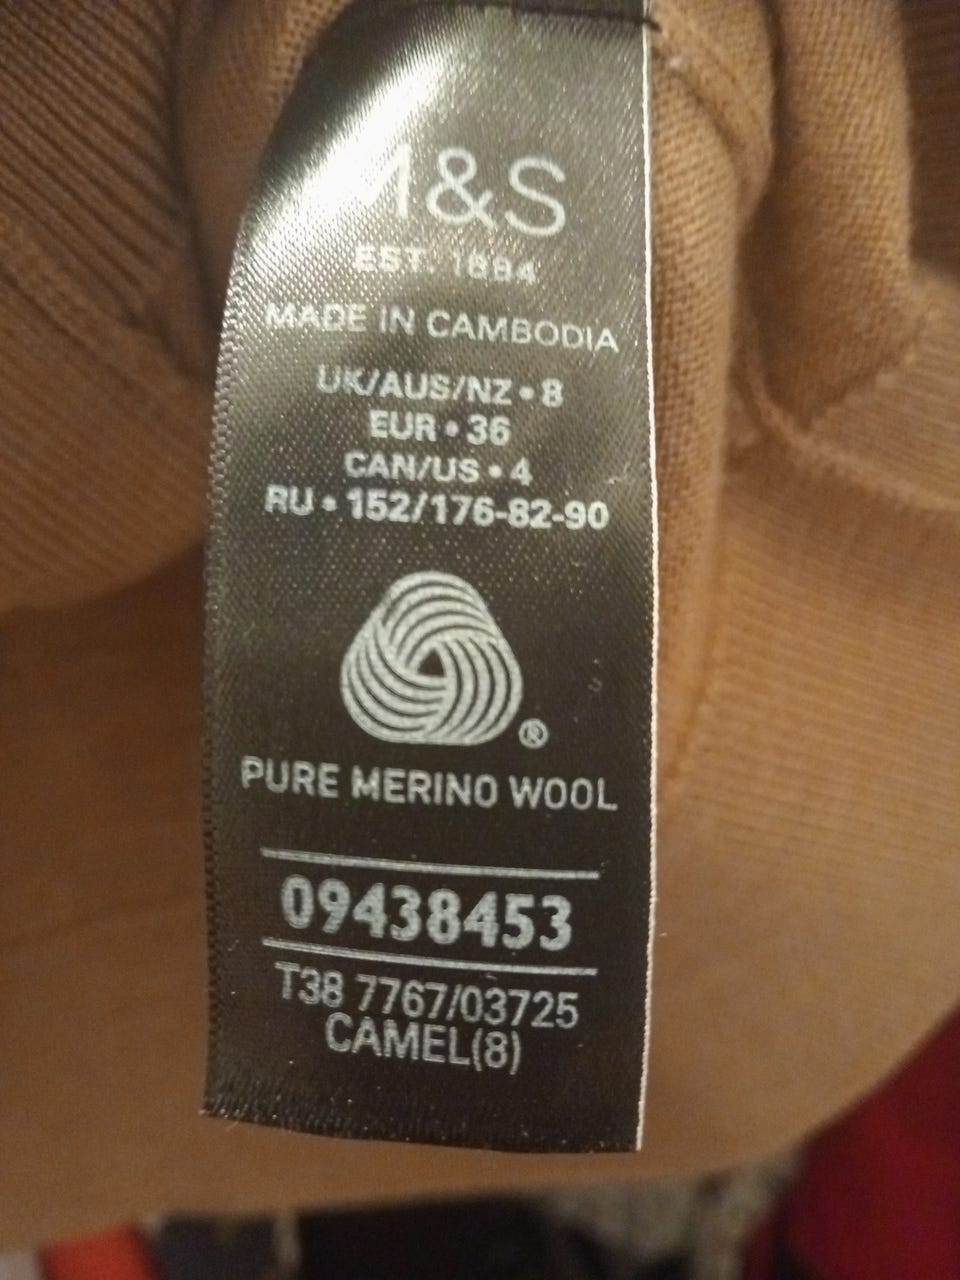 M&S
EST. 1884
MADE IN CAMBODIA
UK/AUS/NZ • 8
EUR • 36
CAN/US • 4
RU • 152/176-82-90
®
PURE MERINO WOOL
09438453
T38 7767/03725
CAMEL(8)